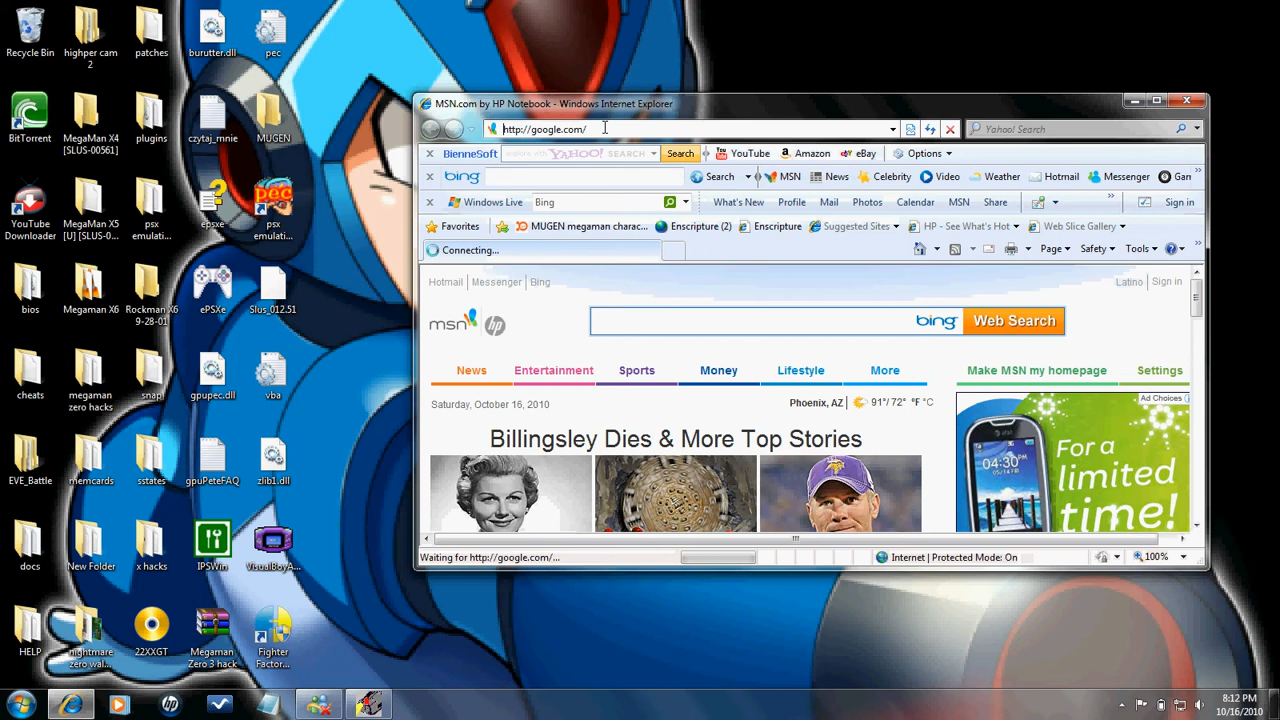 Recycle Bin
highper cam 2
patches
burutter.dll
pec
BitTorrent
MegaMan X4 [SLUS-00561]
plugins
czytaj_mnie
MUGEN
YouTube Downloader
MegaMan X5 [U] [SLUS-0...
psx emulati...
epsxe
pec
psx emulati...
bios
Megaman X6
Rockman X6 9-28-01
ePSXe
Slus_012.51
cheats
megaman zero hacks
snap
gpupec.dll
vba
EVE_Battle
memcards
sstates
gpuPeteFAQ
zlib1.dll
docs
New Folder
x hacks
IPSWin
VisualBoyA...
HELP
nightmare zero wal...
22XXGT
Megaman Zero 3 hack
Fighter Factor...
MSN.com by HP Notebook - Windows Internet Explorer
http://google.com/
Yahoo! Search
BienneSoft
YAHOO! SEARCH
Search
YouTube
Amazon
eBay
Options
bing
Search
MSN
News
Celebrity
Video
Weather
Hotmail
Messenger
Gan
Windows Live
Bing
What's New
Profile
Mail
Photos
Calendar
MSN
Share
Sign in
Favorites
MUGEN megaman charac...
Enscripture (2)
Enscripture
Suggested Sites
HP - See What's Hot
Web Slice Gallery
Connecting...
Page
Safety
Tools
Hotmail
Messenger
Bing
Latino
Sign in
msn
hp
bing
Web Search
News
Entertainment
Sports
Money
Lifestyle
More
Make MSN my homepage
Settings
Saturday, October 16, 2010
Phoenix, AZ
91°/ 72° °F °C
Ad Choices
Billingsley Dies & More Top Stories
04:30
For a
limited
time!
Waiting for http://google.com/...
Internet | Protected Mode: On
100%
hp
8:12 PM
10/16/2010